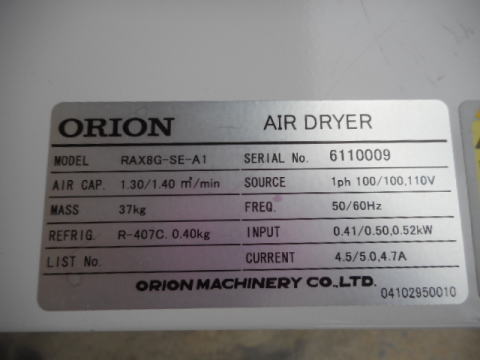 ORION AIR DRYER
MODEL RAX8G-SE-A1 SERIAL No. 6110009
AIR CAP. 1.30/1.40 m³/min SOURCE 1ph 100/100,110V
MASS 37kg FREQ. 50/60Hz
REFRIG. R-407C. 0.40kg INPUT 0.41/0.50,0.52kW
LIST No. CURRENT 4.5/5.0,4.7A
ORION MACHINERY CO.,LTD.
04102950010